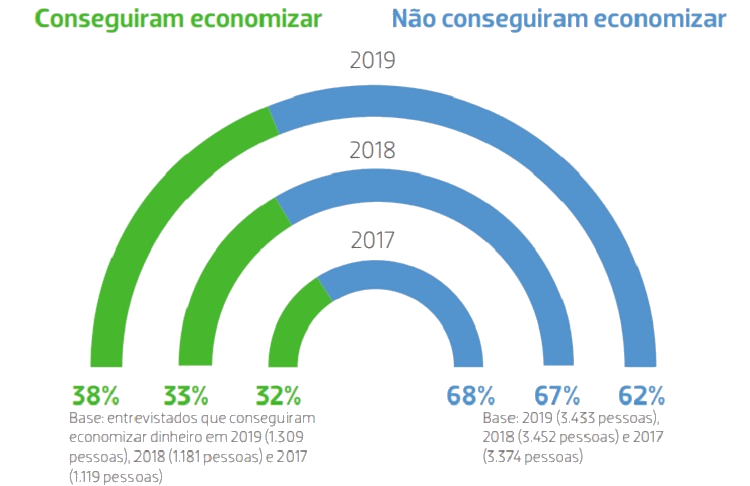 Conseguiram economizar
Não conseguiram economizar
2019
2018
2017
38%
33%
32%
68%
67%
62%
Base: entrevistados que conseguiram
economizar dinheiro em 2019 (1.309
pessoas), 2018 (1.181 pessoas) e 2017
(1.119 pessoas)
Base: 2019 (3.433 pessoas),
2018 (3.452 pessoas) e 2017
(3.374 pessoas)